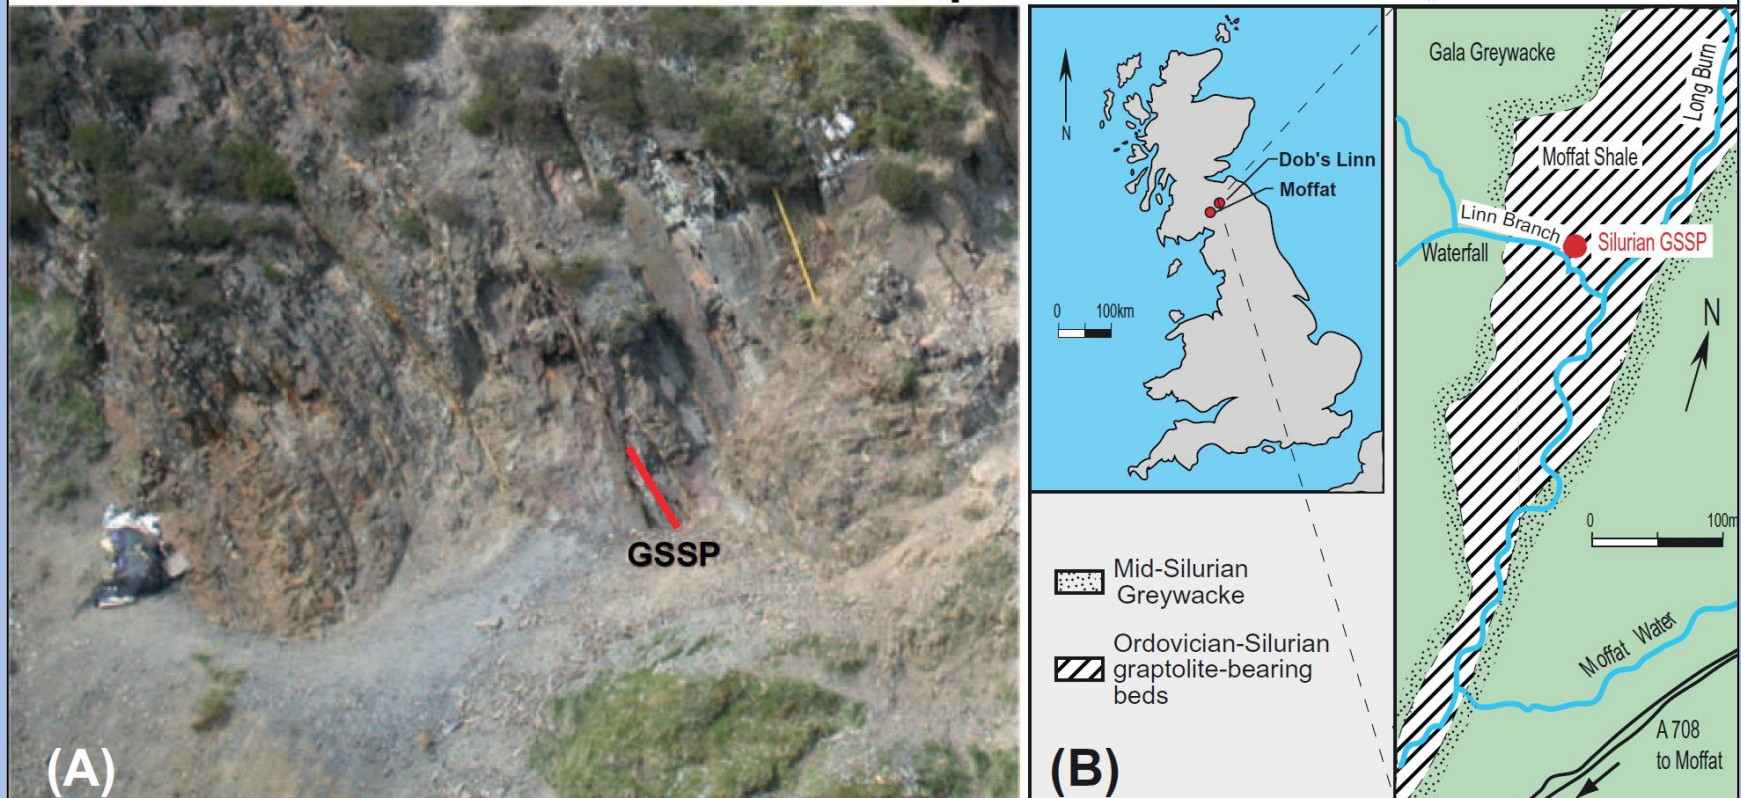 GSSP
(A)
N
Dob's Linn
Moffat
0 100km
Mid-Silurian
Greywacke
Ordovician-Silurian
graptolite-bearing
beds
(B)
Gala Greywacke
Long Burn
Moffat Shale
Linn Branch
Silurian GSSP
Waterfall
N
0 100m
Moffat Water
A 708
to Moffat